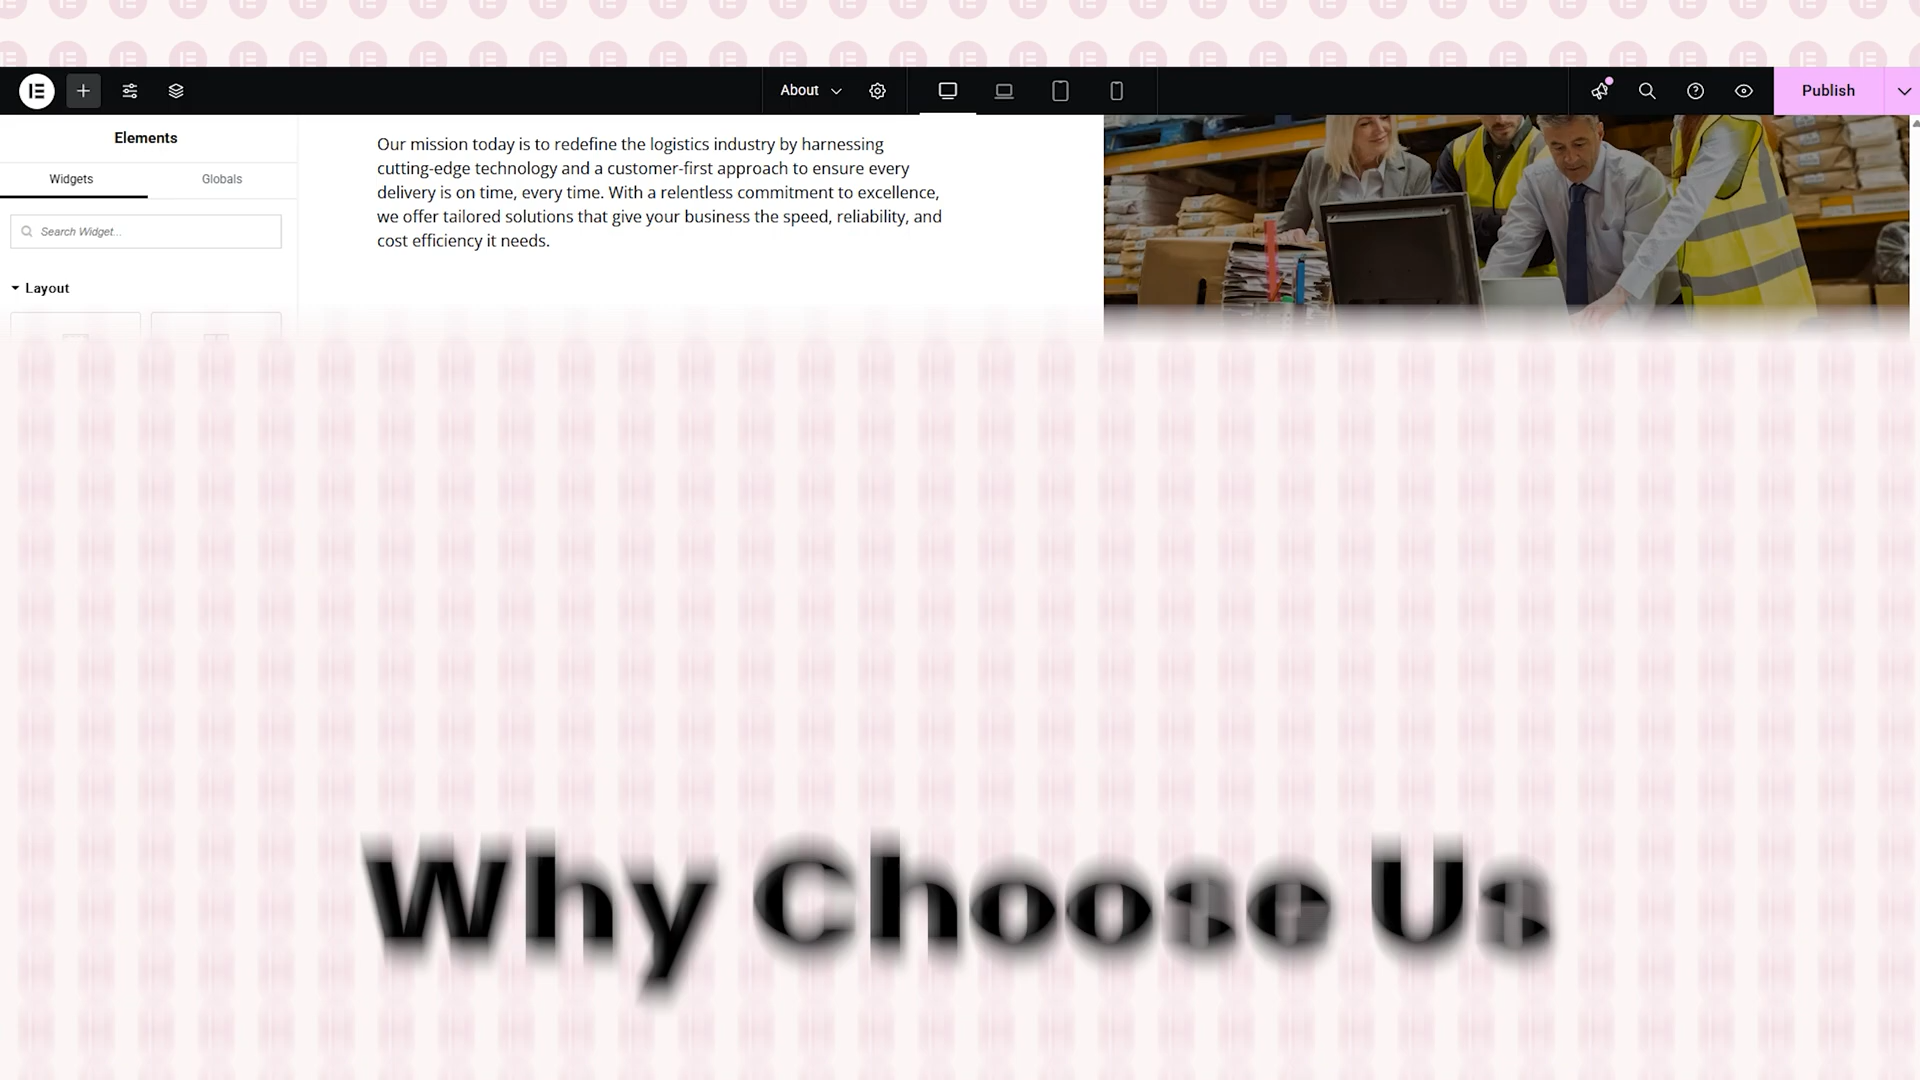 About
Publish
Elements
Widgets Globals
Search Widget...
Layout
Our mission today is to redefine the logistics industry by harnessing
cutting-edge technology and a customer-first approach to ensure every
delivery is on time, every time. With a relentless commitment to excellence,
we offer tailored solutions that give your business the speed, reliability, and
cost efficiency it needs.
Why Choose Us